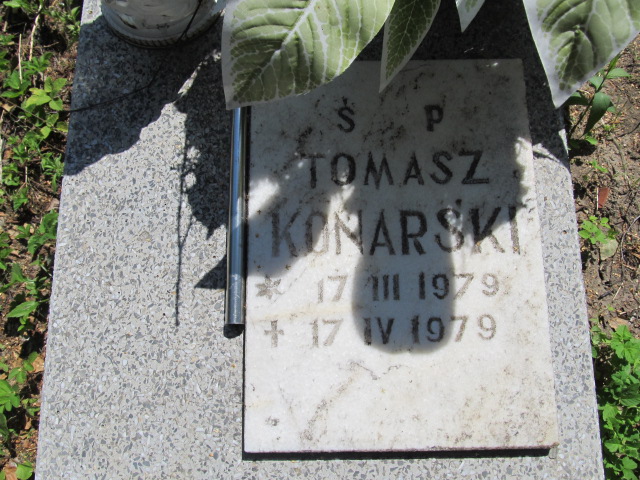 S P
TOMASZ
KONARSKI
* 17 III 1979
+ 17 IV 1979